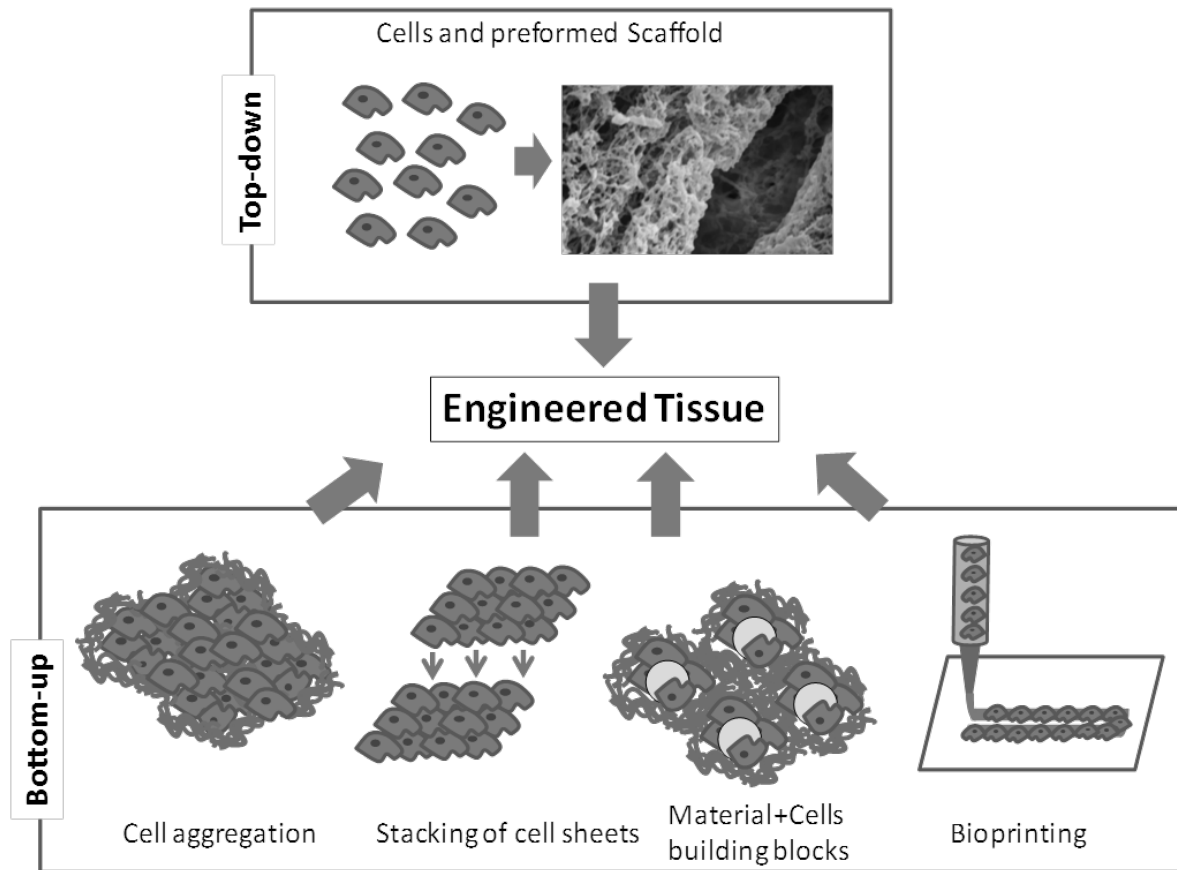 Cells and preformed Scaffold
Top-down
Engineered Tissue
Bottom-up
Cell aggregation
Stacking of cell sheets
Material+Cells
building blocks
Bioprinting